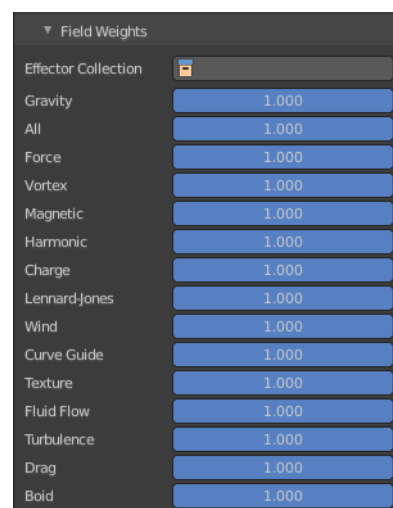 Field Weights
Effector Collection
Gravity 1.000
All 1.000
Force 1.000
Vortex 1.000
Magnetic 1.000
Harmonic 1.000
Charge 1.000
Lennard-Jones 1.000
Wind 1.000
Curve Guide 1.000
Texture 1.000
Fluid Flow 1.000
Turbulence 1.000
Drag 1.000
Boid 1.000